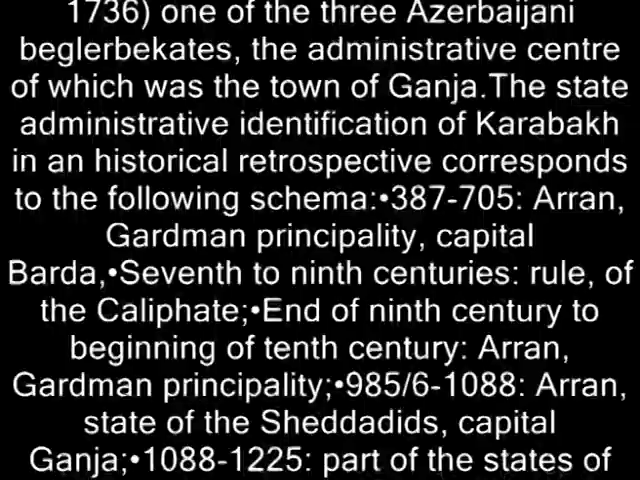 1736) one of the three Azerbaijani
beglerbekates, the administrative centre
of which was the town of Ganja.The state
administrative identification of Karabakh
in an historical retrospective corresponds
to the following schema:•387-705: Arran,
Gardman principality, capital
Barda,•Seventh to ninth centuries: rule, of
the Caliphate;•End of ninth century to
beginning of tenth century: Arran,
Gardman principality;•985/6-1088: Arran,
state of the Sheddadids, capital
Ganja;•1088-1225: part of the states of